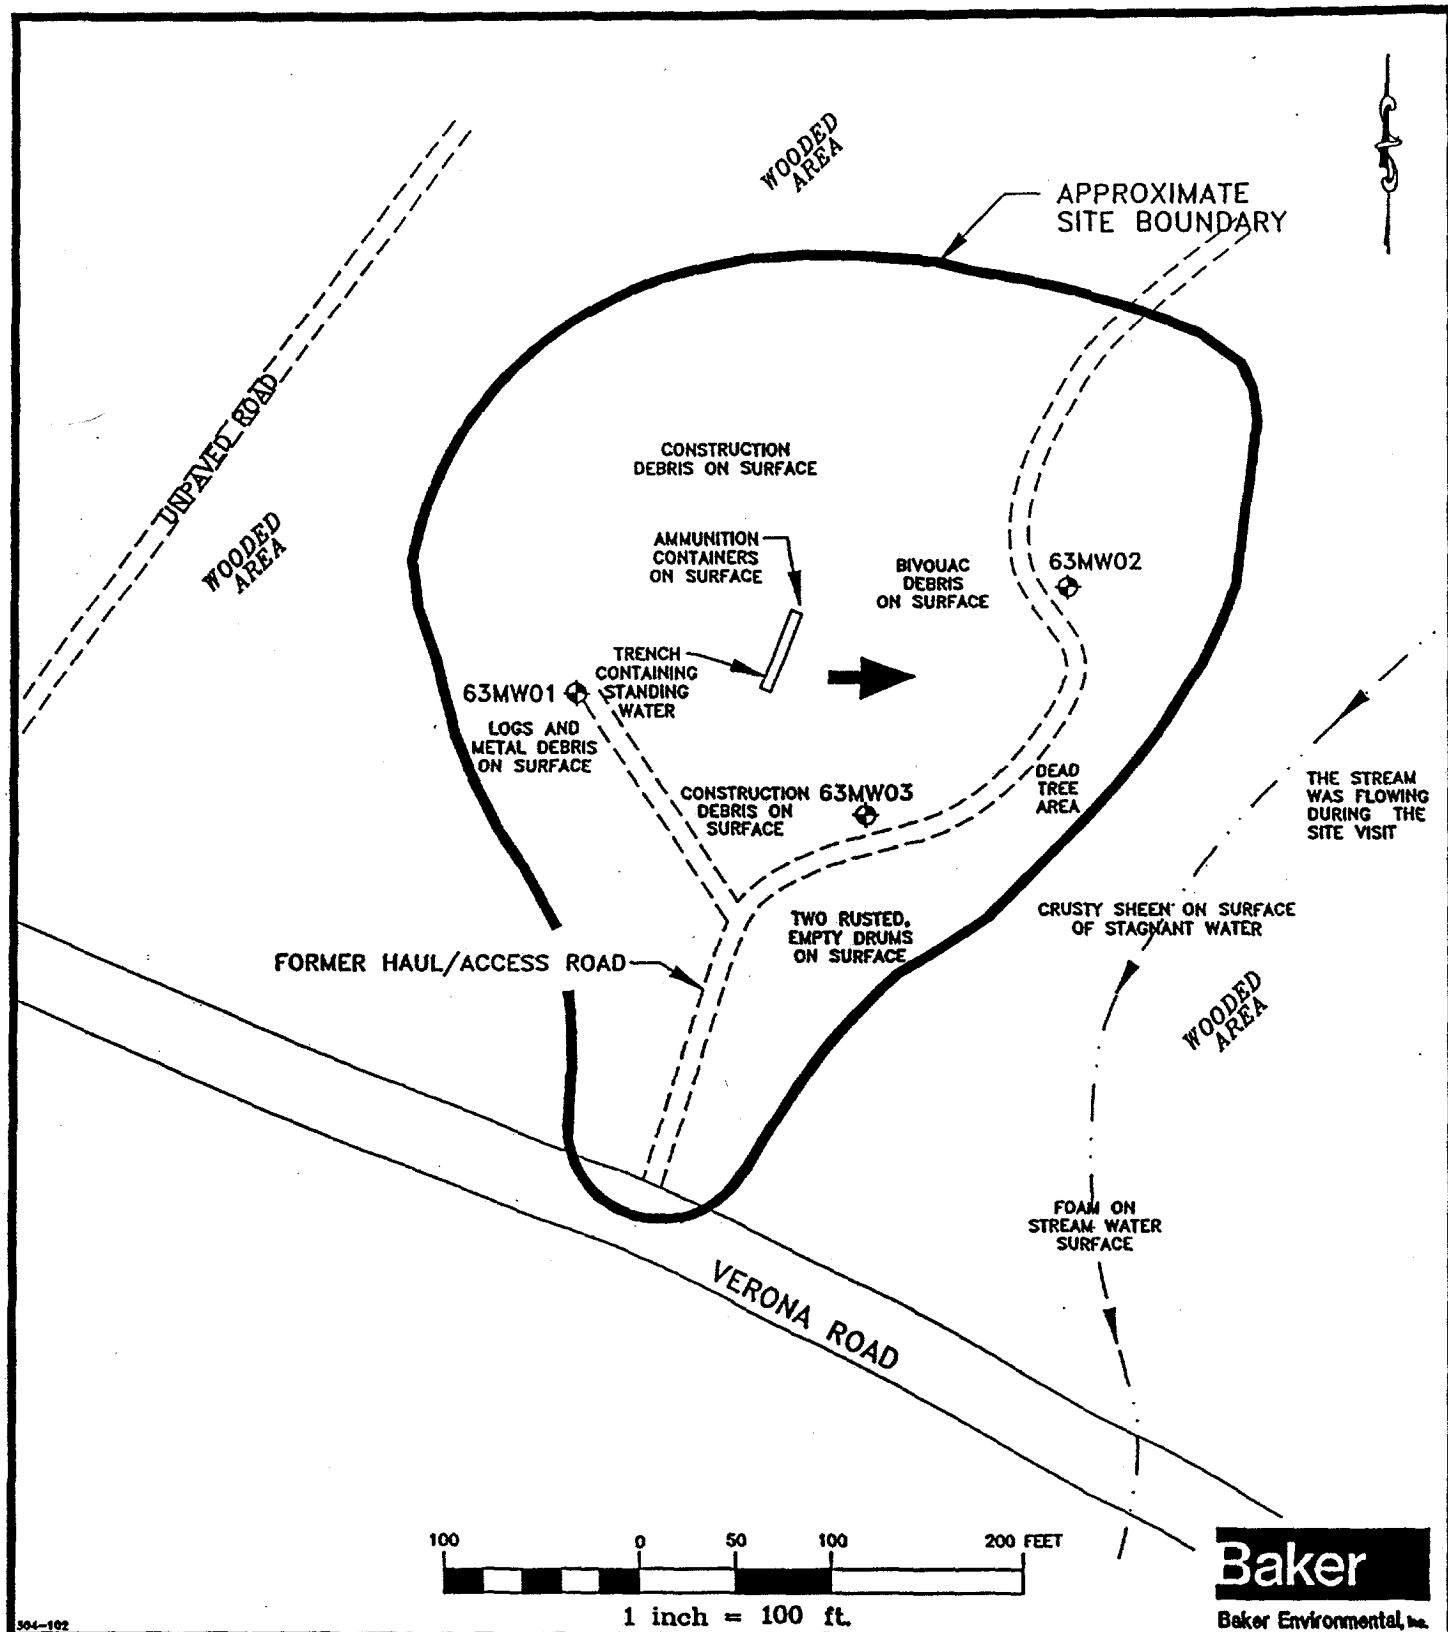 WOODED
AREA
APPROXIMATE
SITE BOUNDARY
UNPAVED ROAD
WOODED
AREA
CONSTRUCTION
DEBRIS ON SURFACE
AMMUNITION
CONTAINERS
ON SURFACE
BIVOUAC
DEBRIS
ON SURFACE
63MW02
TRENCH
CONTAINING
STANDING
WATER
63MW01
LOGS AND
METAL DEBRIS
ON SURFACE
CONSTRUCTION
DEBRIS ON
SURFACE
63MW03
DEAD
TREE
AREA
THE STREAM
WAS FLOWING
DURING THE
SITE VISIT
CRUSTY SHEEN ON SURFACE
OF STAGNANT WATER
TWO RUSTED,
EMPTY DRUMS
ON SURFACE
FORMER HAUL/ACCESS ROAD
WOODED
AREA
FOAM ON
STREAM WATER
SURFACE
VERONA ROAD
100 0 50 100 200 FEET
1 inch = 100 ft.
Baker
Baker Environmental, Inc.
504-102